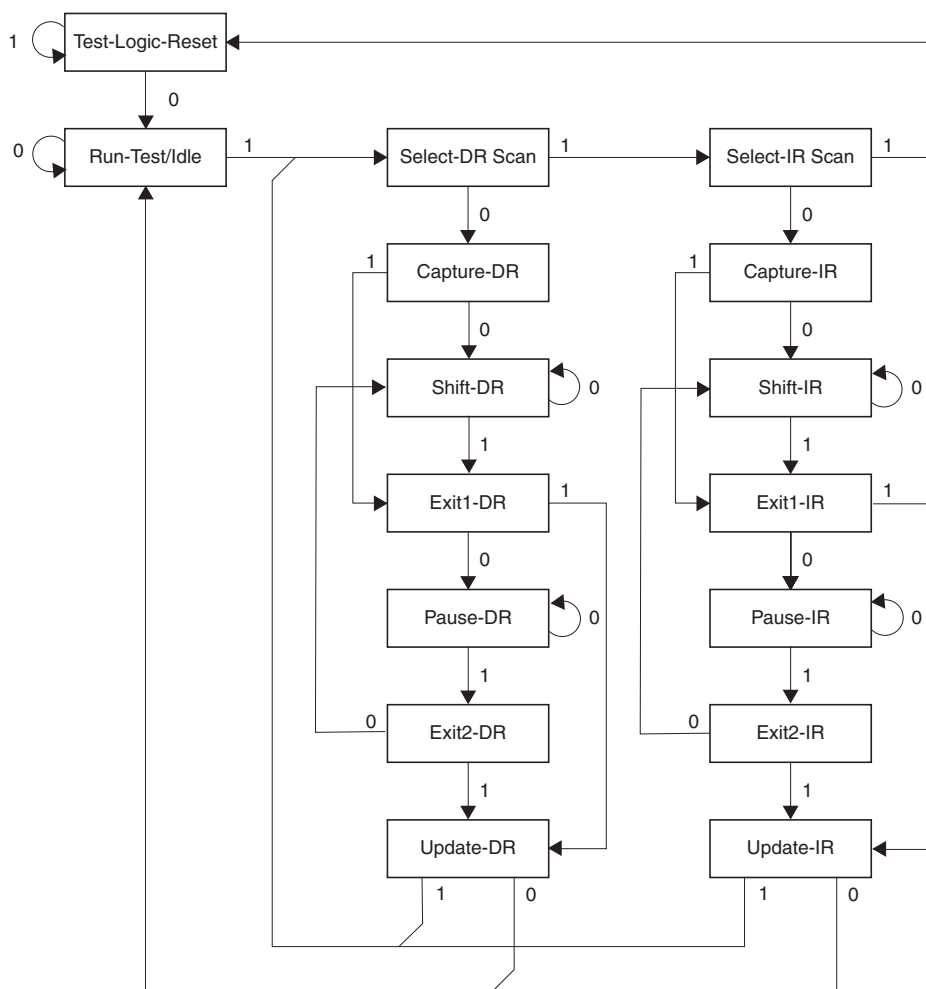 1 Test-Logic-Reset
0
0 Run-Test/Idle 1 Select-DR Scan 1 Select-IR Scan 1
0 0
1 Capture-DR 1 Capture-IR
0 0
Shift-DR 0 Shift-IR 0
1 1
Exit1-DR 1 Exit1-IR 1
0 0
Pause-DR 0 Pause-IR 0
1 1
0 Exit2-DR 0 Exit2-IR
1 1
Update-DR Update-IR
1 0 1 0